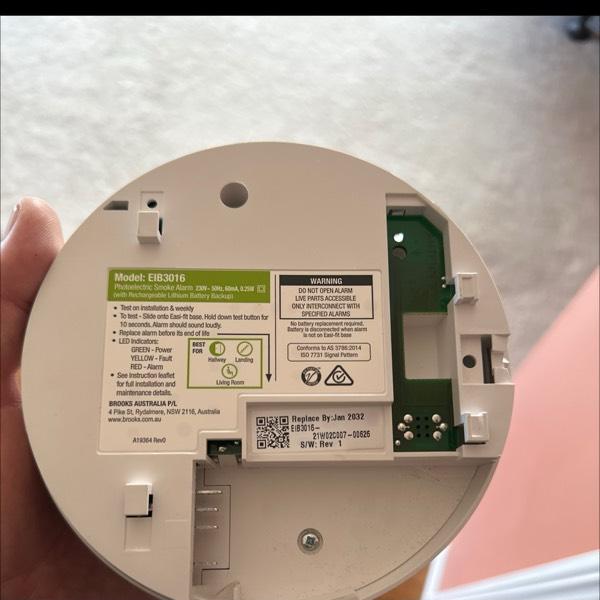 Model: EIB3016
Photoelectric Smoke Alarm 230V~ 50Hz, 60mA, 0.25W
(with Rechargeable Lithium Battery Backup)
• Test on installation & weekly
• To test - Slide onto Easi-fit base. Hold down test button for
10 seconds. Alarm should sound loudly.
• Replace alarm before its end of life
• LED Indicators:
GREEN - Power
YELLOW - Fault
RED - Alarm
• See instruction leaflet
for full installation and
maintenance details.
BEST
FOR
Hallway
Landing
Living Room
BROOKS AUSTRALIA P/L
4 Pike St, Rydalmere, NSW 2116, Australia
www.brooks.com.au
A19364 Rev0
WARNING
DO NOT OPEN ALARM
LIVE PARTS ACCESSIBLE
ONLY INTERCONNECT WITH
SPECIFIED ALARMS
No battery replacement required.
Battery is disconnected when alarm
is not on Easi-fit base
Conforms to AS 3786:2014
ISO 7731 Signal Pattern
Replace By:Jan 2032
EIB3016-
21W02C007-00626
S/W: Rev 1